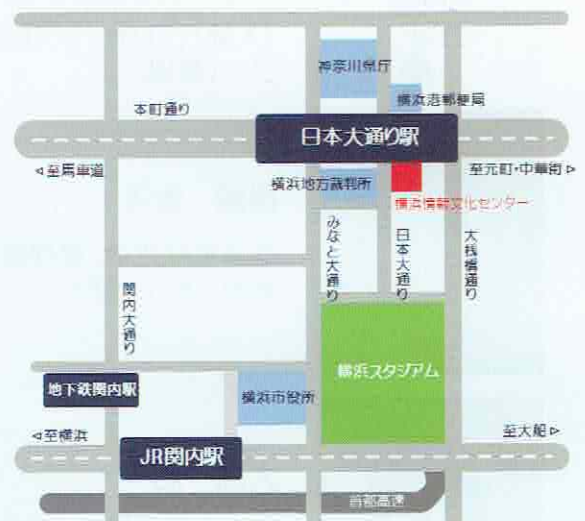 神奈川県庁
横浜港郵便局
本町通り
日本大通り駅
◁至馬車道
横浜地方裁判所
至元町・中華街▷
横浜情報文化センター
みなと大通り
日本大通り
大桟橋通り
関内大通り
横浜スタジアム
地下鉄関内駅
横浜市役所
◁至横浜
至大船▷
JR関内駅
首都高速